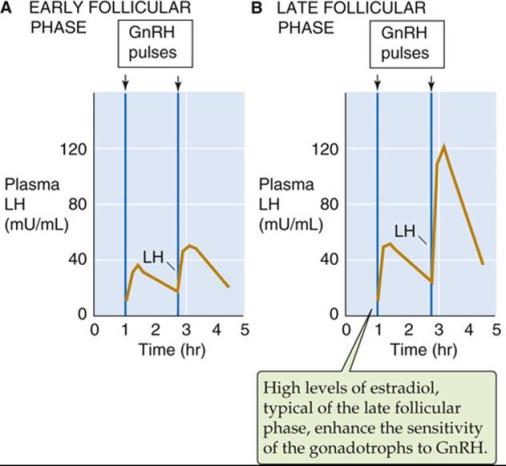 A EARLY FOLLICULAR
PHASE
GnRH
pulses
120
80
40
0
Plasma
LH
(mU/mL)
LH
0 1 2 3 4 5
Time (hr)
B LATE FOLLICULAR
PHASE
GnRH
pulses
120
80
40
0
Plasma
LH
(mU/mL)
LH
0 1 2 3 4 5
Time (hr)
High levels of estradiol,
typical of the late follicular
phase, enhance the sensitivity
of the gonadotrophs to GnRH.